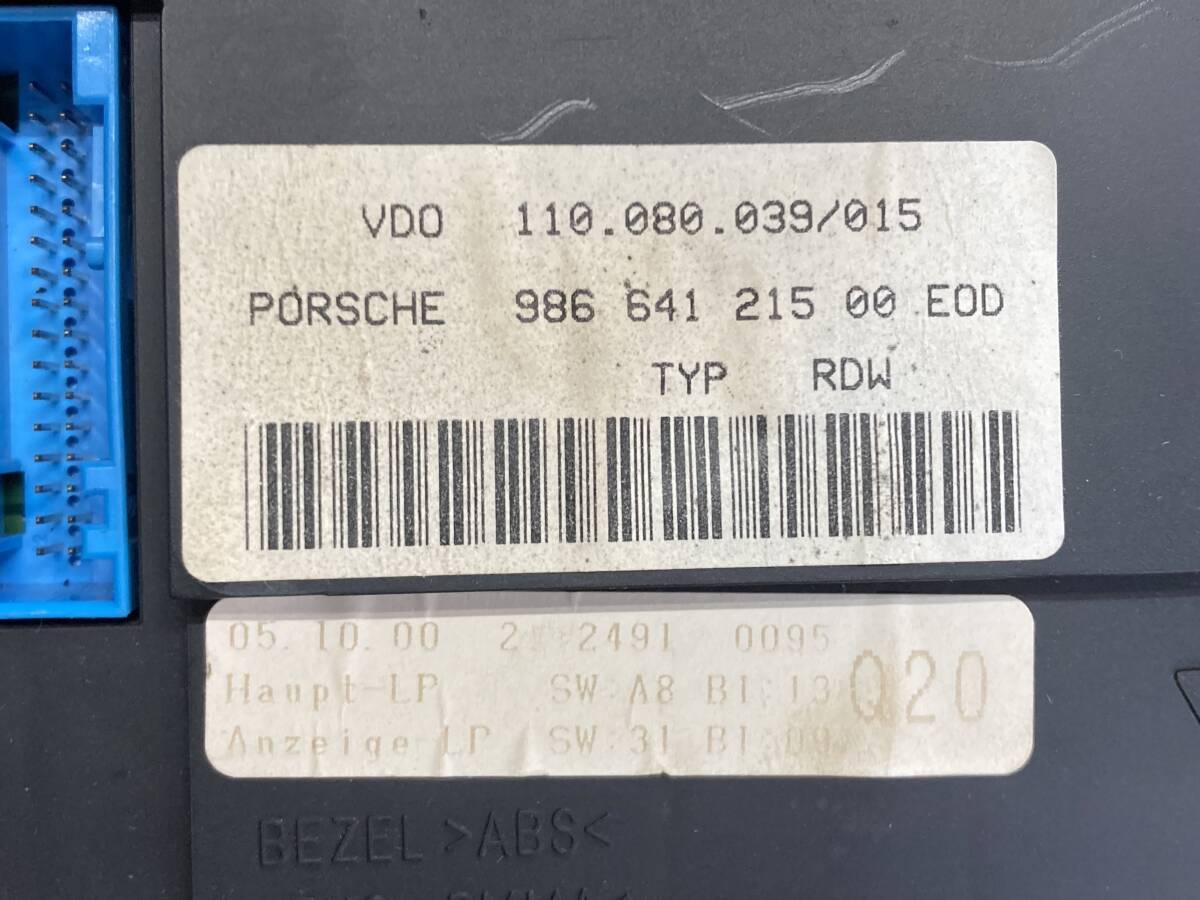 VDO 110.080.039/015
PORSCHE 986 641 215 00 EOD
TYP RDW
05.10.00 2 2491 0095
Haupt-LP SW:A8 BI:13 Q20
Anzeige-LP SW:31 BI:09
BEZEL >ABS<